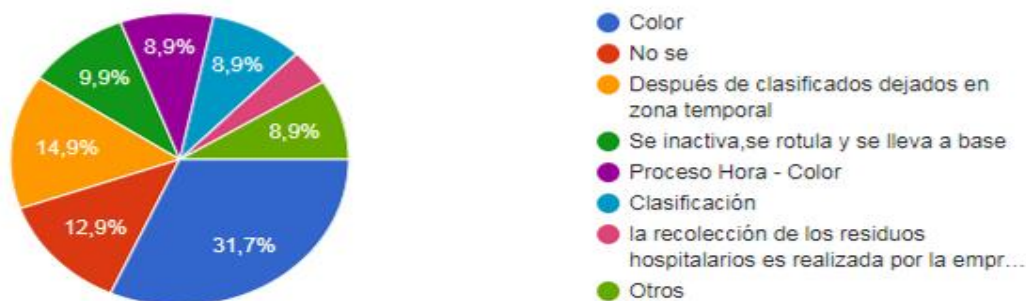 8,9%
8,9%
9,9%
14,9%
8,9%
12,9%
31,7%
Color
No se
Después de clasificados dejados en
zona temporal
Se inactiva,se rotula y se lleva a base
Proceso Hora - Color
Clasificación
la recolección de los residuos
hospitalarios es realizada por la empr…
Otros